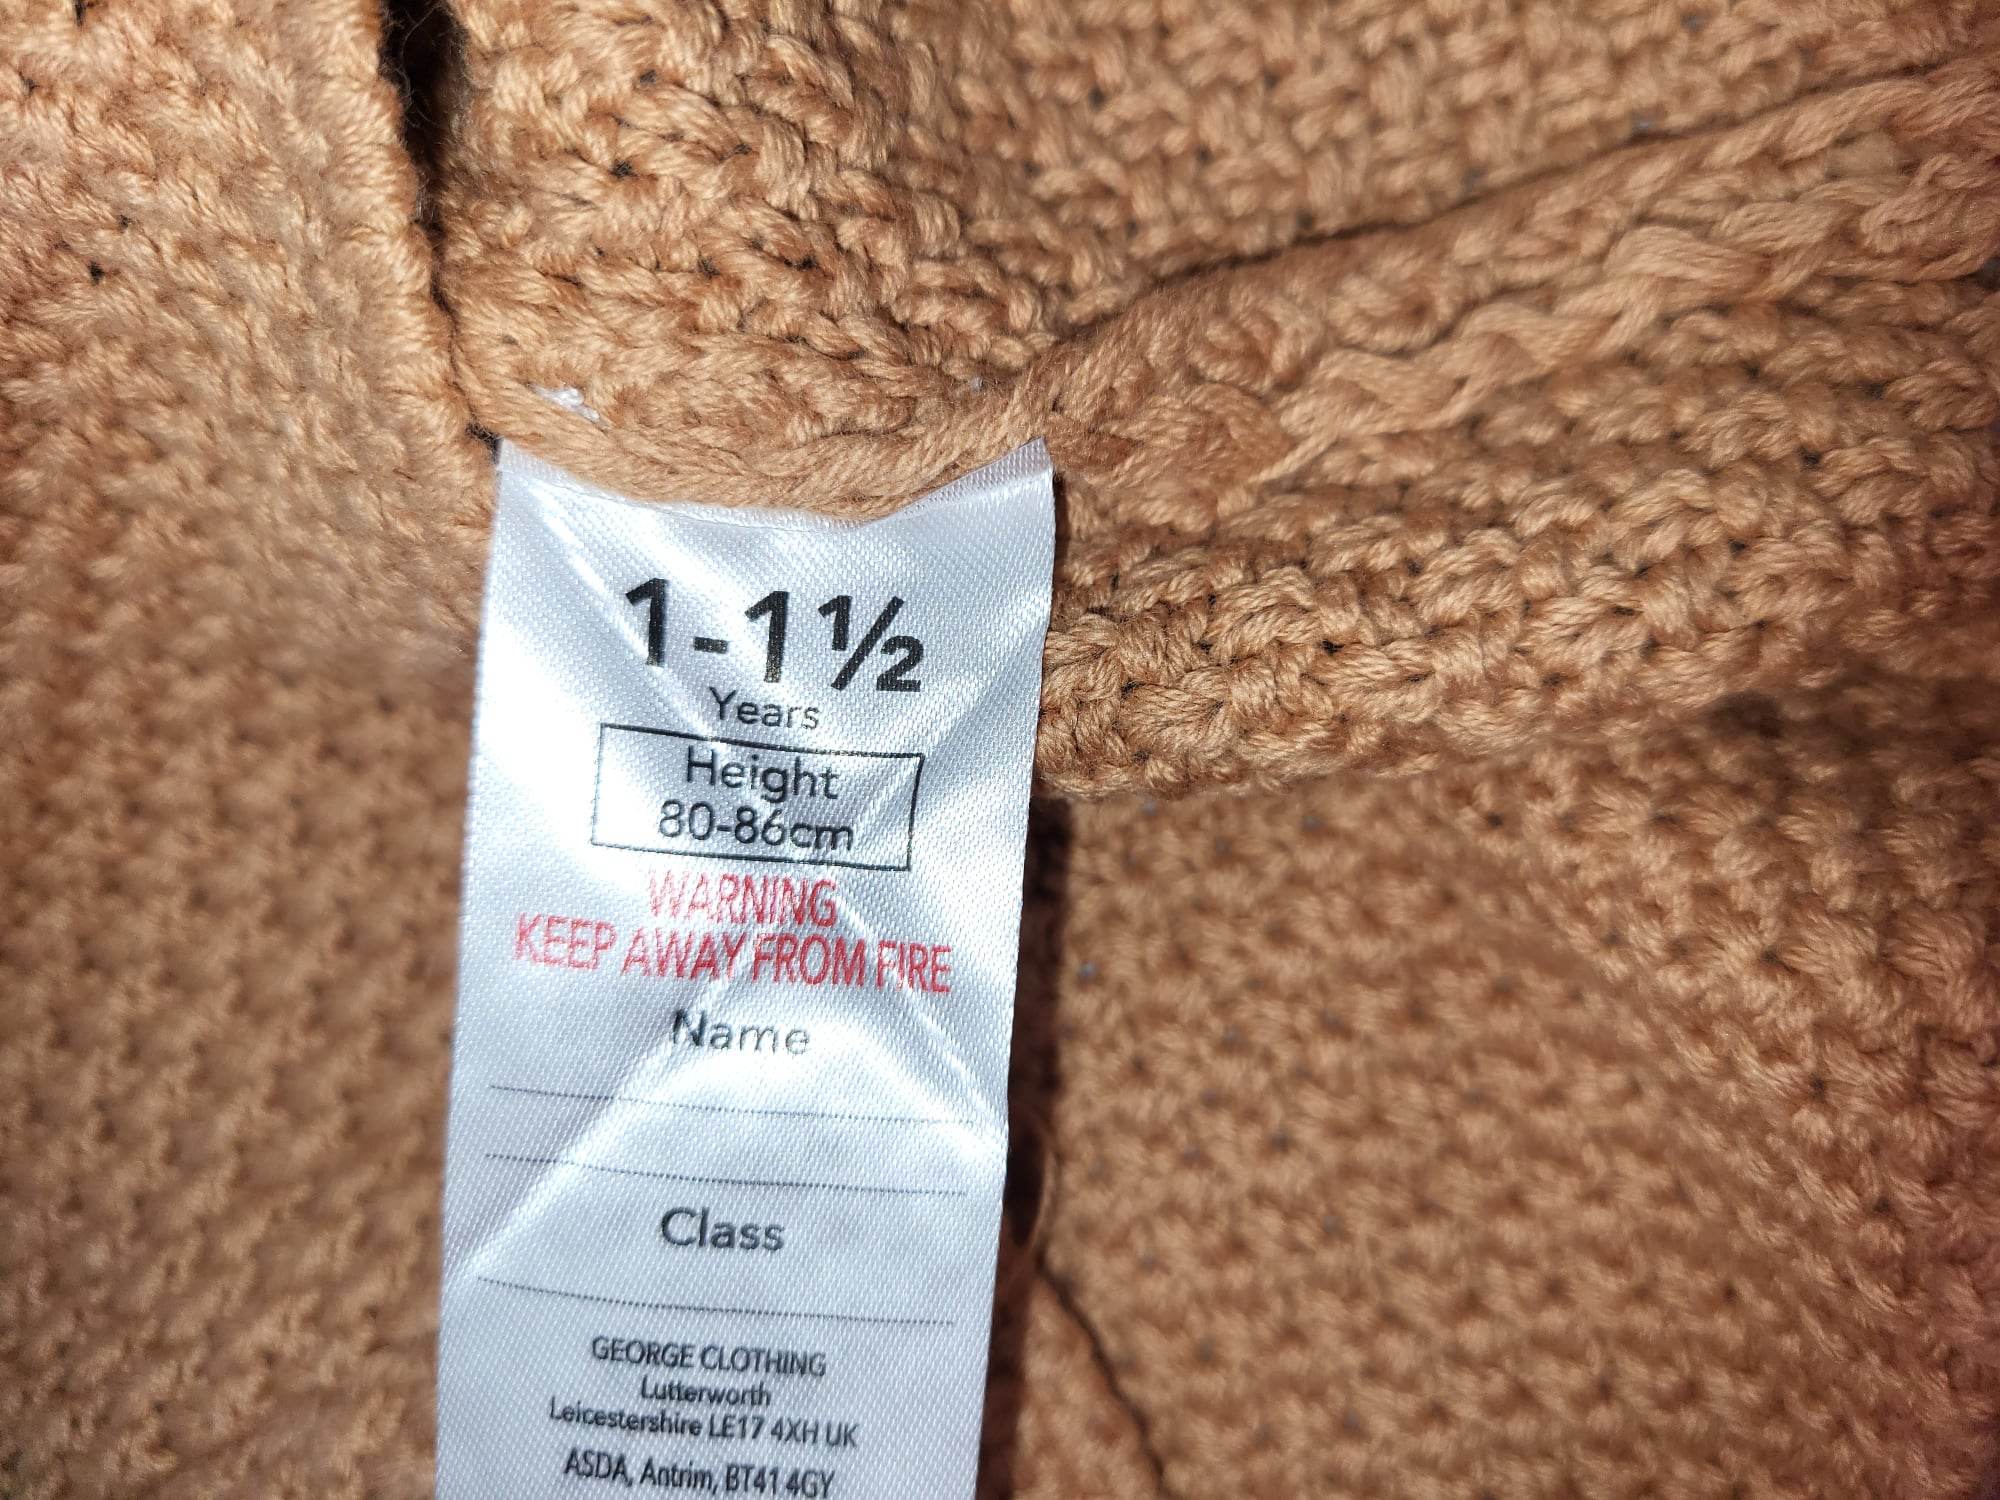 1-1½
Years
Height
80-86cm
WARNING
KEEP AWAY FROM FIRE
Name
Class
GEORGE CLOTHING
Lutterworth
Leicestershire LE17 4XH UK
ASDA, Antrim, BT41 4GY